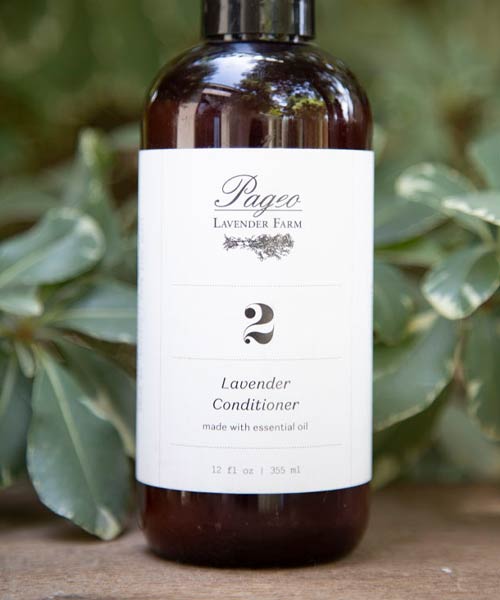 Pageo
Lavender Farm
2
Lavender
Conditioner
made with essential oil
12 fl oz | 355 ml